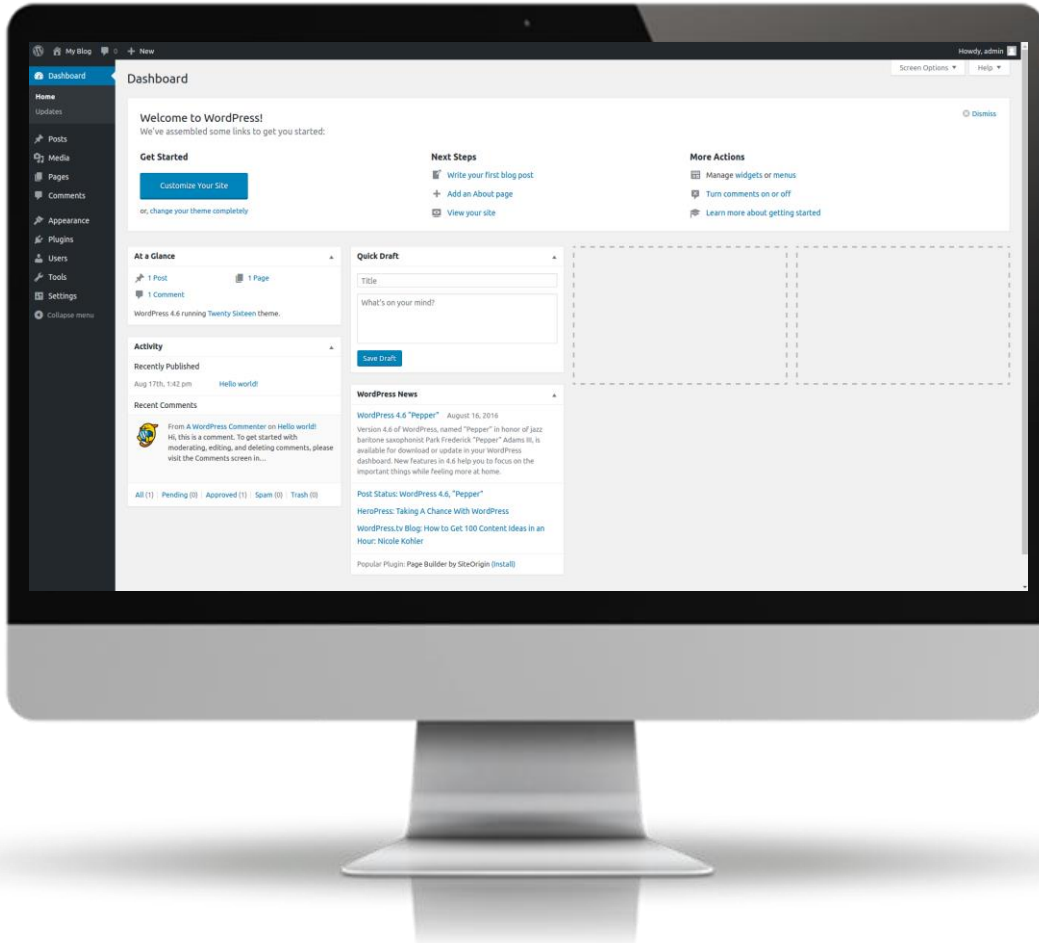 My Blog 0 + New
Howdy, admin
Screen Options ▼ Help ▼
Dashboard
Home
Updates
Posts
Media
Pages
Comments
Appearance
Plugins
Users
Tools
Settings
Collapse menu
Dashboard
Welcome to WordPress!
We've assembled some links to get you started:
Dismiss
Get Started
Customize Your Site
or, change your theme completely
Next Steps
Write your first blog post
Add an About page
View your site
More Actions
Manage widgets or menus
Turn comments on or off
Learn more about getting started
At a Glance
1 Post 1 Page
1 Comment
WordPress 4.6 running Twenty Sixteen theme.
Activity
Recently Published
Aug 17th, 1:42 pm Hello world!
Recent Comments
From A WordPress Commenter on Hello world!
Hi, this is a comment. To get started with
moderating, editing, and deleting comments, please
visit the Comments screen in...
All (1) | Pending (0) | Approved (1) | Spam (0) | Trash (0)
Quick Draft
Title
What's on your mind?
Save Draft
WordPress News
WordPress 4.6 "Pepper" August 16, 2016
Version 4.6 of WordPress, named "Pepper" in honor of jazz
baritone saxophonist Park Frederick "Pepper" Adams III, is
available for download or update in your WordPress
dashboard. New features in 4.6 help you to focus on the
important things while feeling more at home.
Post Status: WordPress 4.6, "Pepper"
HeroPress: Taking A Chance With WordPress
WordPress.tv Blog: How to Get 100 Content Ideas in an
Hour: Nicole Kohler
Popular Plugin: Page Builder by SiteOrigin (Install)